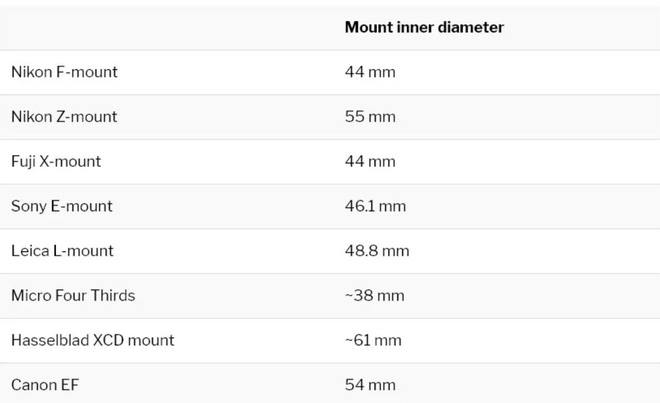 Mount inner diameter
Nikon F-mount 44 mm
Nikon Z-mount 55 mm
Fuji X-mount 44 mm
Sony E-mount 46.1 mm
Leica L-mount 48.8 mm
Micro Four Thirds ~38 mm
Hasselblad XCD mount ~61 mm
Canon EF 54 mm